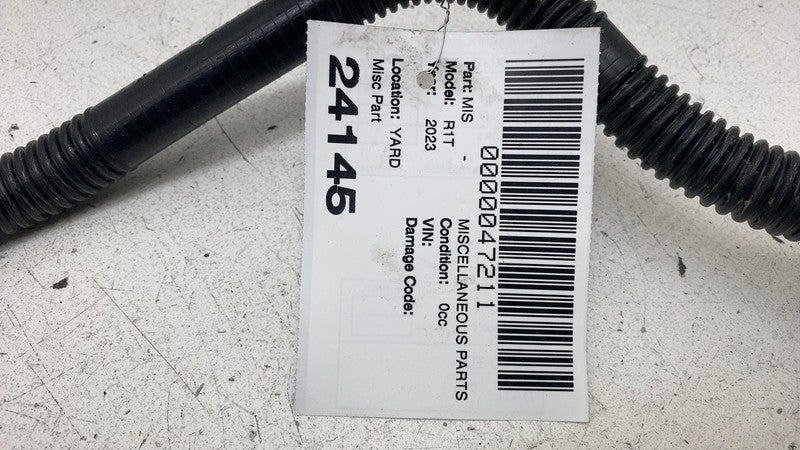 0000047211
Part: MIS - MISCELLANEOUS PARTS
Model: R1T Condition: 0cc
Year: 2023 VIN:
Damage Code:
Location: YARD
Misc Part
24145